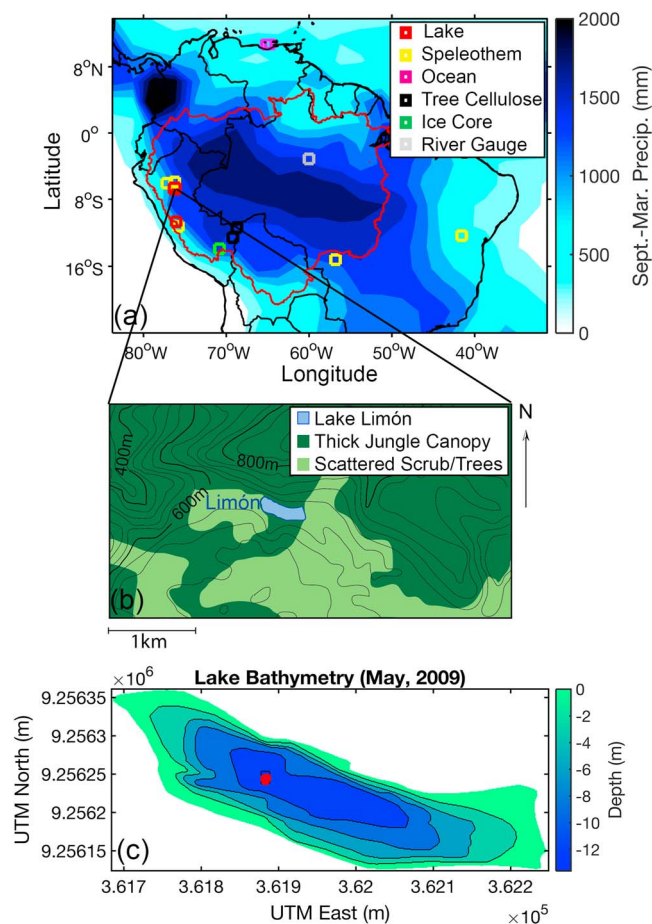 Lake
Speleothem
Ocean
Tree Cellulose
Ice Core
River Gauge
8°N
0°
8°S
16°S
Latitude
(a)
80°W
70°W
60°W
50°W
40°W
Longitude
2000
1500
1000
500
0
Sept.-Mar. Precip. (mm)
Lake Limón
Thick Jungle Canopy
Scattered Scrub/Trees
N
400m
800m
600m
Limón
(b)
1km
Lake Bathymetry (May, 2009)
× 10⁶
9.25635
9.2563
9.25625
9.2562
9.25615
UTM North (m)
(c)
3.617
3.618
3.619
3.62
3.621
3.622
UTM East (m)
× 10⁵
0
-2
-4
-6
-8
-10
-12
Depth (m)